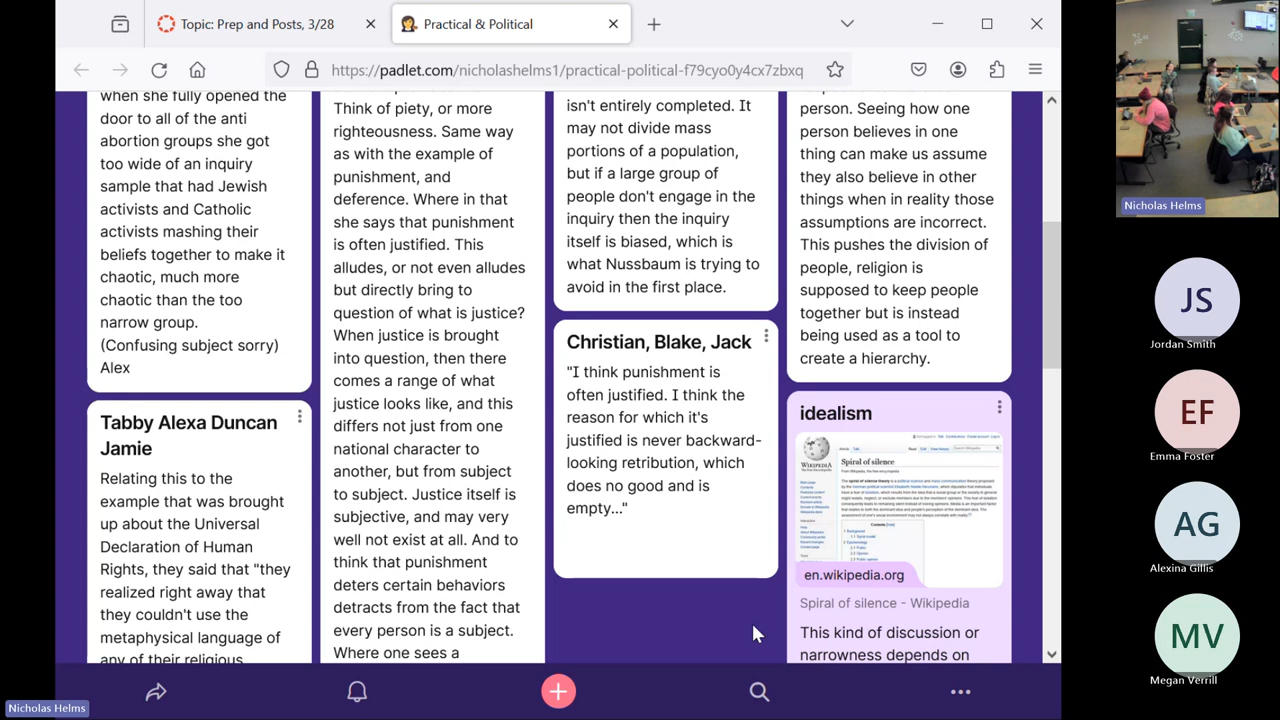 Topic: Prep and Posts, 3/28
Practical & Political
https://padlet.com/nicholashelms1/practical-political-f79cyo0y4cx7zbxq
when she fully opened the
door to all of the anti
abortion groups she got
too wide of an inquiry
sample that had Jewish
activists and Catholic
activists mashing their
beliefs together to make it
chaotic, much more
chaotic than the too
narrow group.
(Confusing subject sorry)
Alex
Tabby Alexa Duncan
Jamie
Relating this to the
example they brought
up about the Universal
Declaration of Human
Rights, they said that "they
realized right away that
they couldn't use the
metaphysical language of
any of their religious
Think of piety, or more
righteousness. Same way
as with the example of
punishment, and
deference. Where in that
she says that punishment
is often justified. This
alludes, or not even alludes
but directly bring to
question of what is justice?
When justice is brought
into question, then there
comes a range of what
justice looks like, and this
differs not just from one
national character to
another, but from subject
to subject. Justice itself is
subjective, and may very
well not exist at all. And to
think that punishment
deters certain behavors
detracts from the fact that
every person is a subject.
Where one sees a
isn't entirely completed. It
may not divide mass
portions of a population,
but if a large group of
people don't engage in the
inquiry then the inquiry
itself is biased, which is
what Nussbaum is trying to
avoid in the first place.
Christian, Blake, Jack
"I think punishment is
often justified. I think the
reason for which it's
justified is never backward-
looking retribution, which
does no good and is
empty..."
person. Seeing how one
person believes in one
thing can make us assume
they also believe in other
things when in reality those
assumptions are incorrect.
This pushes the division of
people, religion is
supposed to keep people
together but is instead
being used as a tool to
create a hierarchy.
idealism
WIKIPEDIA
Spiral of silence
en.wikipedia.org
Spiral of silence - Wikipedia
This kind of discussion or
narrowness depends on
Nicholas Helms
JS
Jordan Smith
EF
Emma Foster
AG
Alexina Gillis
MV
Megan Verrill
Nicholas Helms